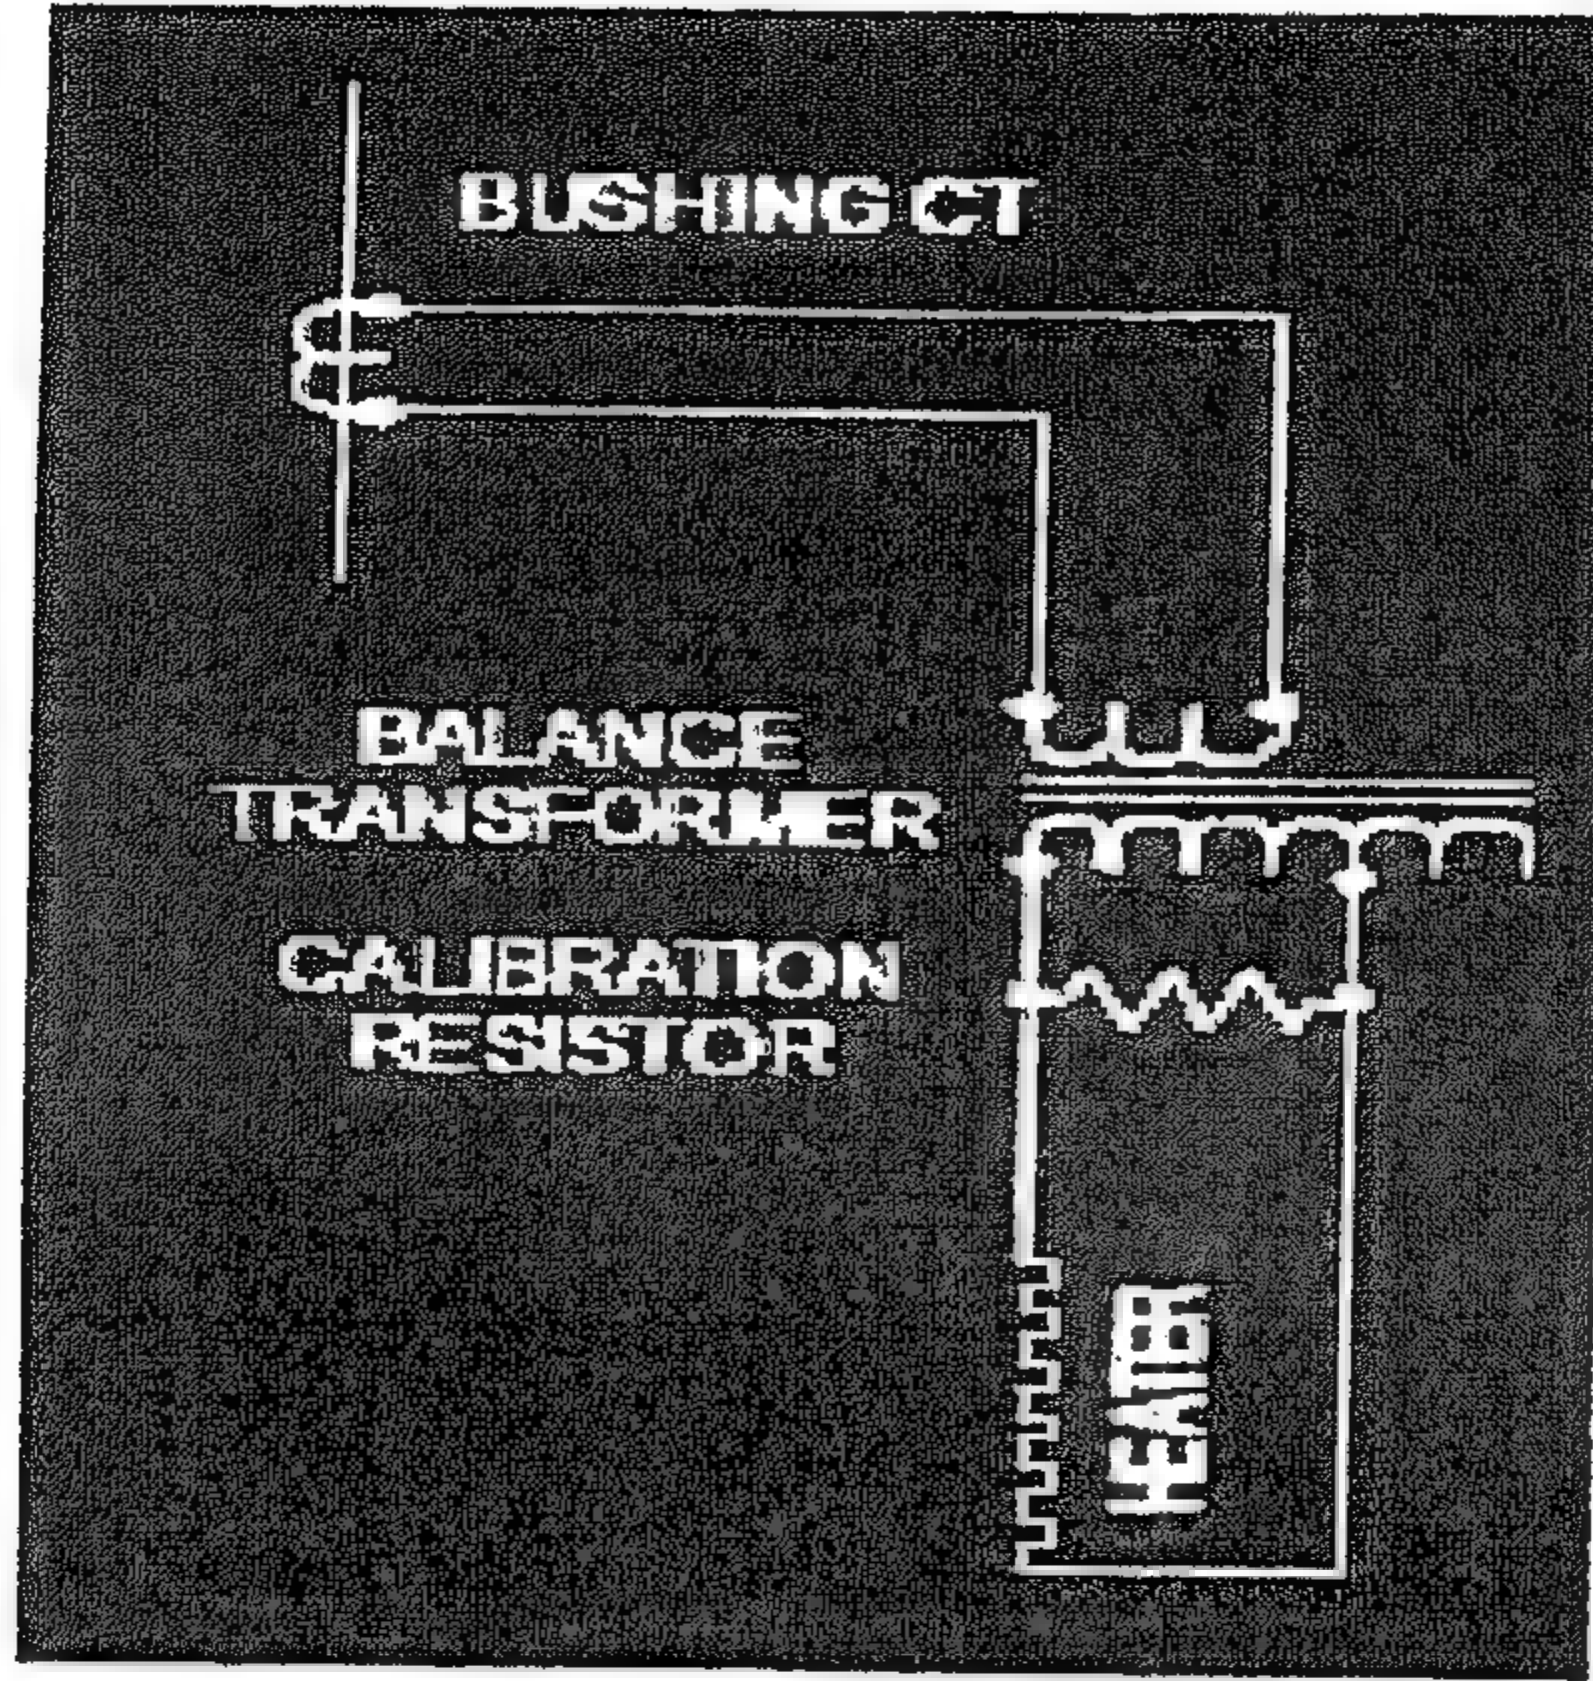 BUSHING CT
BALANCE
TRANSFORMER
CALIBRATION
RESISTOR
HEATER